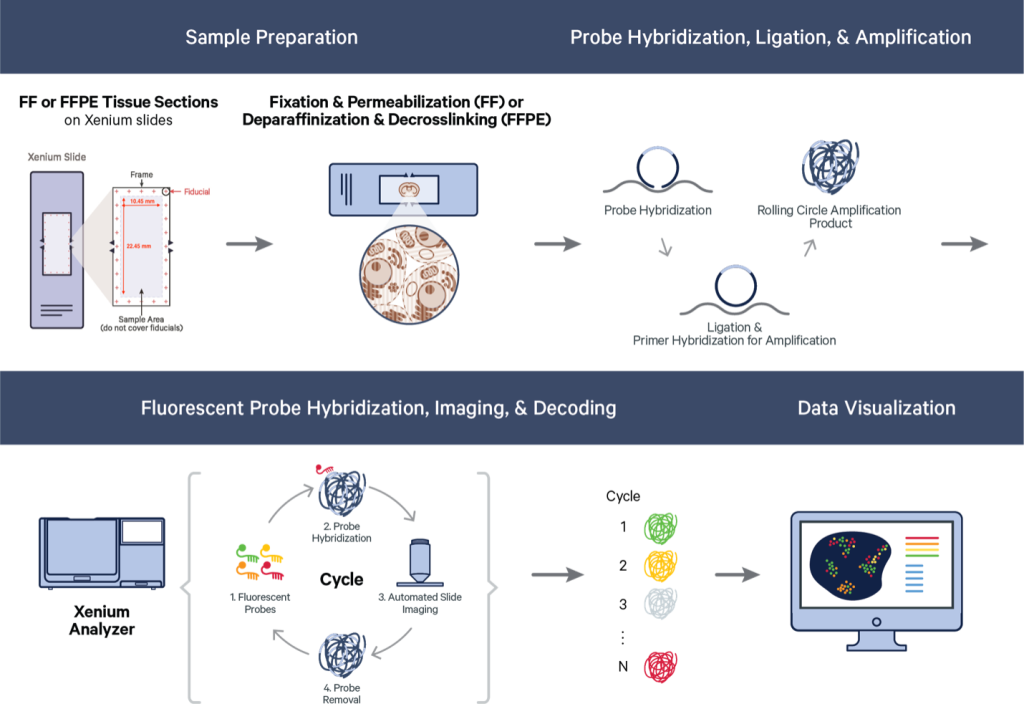 Sample Preparation
Probe Hybridization, Ligation, & Amplification
FF or FFPE Tissue Sections
on Xenium slides
Xenium Slide
Frame
Fiducial
10.45 mm
22.45 mm
Sample Area
(do not cover fiducials)
Fixation & Permeabilization (FF) or
Deparaffinization & Decrosslinking (FFPE)
Probe Hybridization
Rolling Circle Amplification
Product
Ligation &
Primer Hybridization for Amplification
Fluorescent Probe Hybridization, Imaging, & Decoding
Data Visualization
Xenium
Analyzer
Cycle
1. Fluorescent
Probes
2. Probe
Hybridization
3. Automated Slide
Imaging
4. Probe
Removal
Cycle
1
2
3
⋮
N